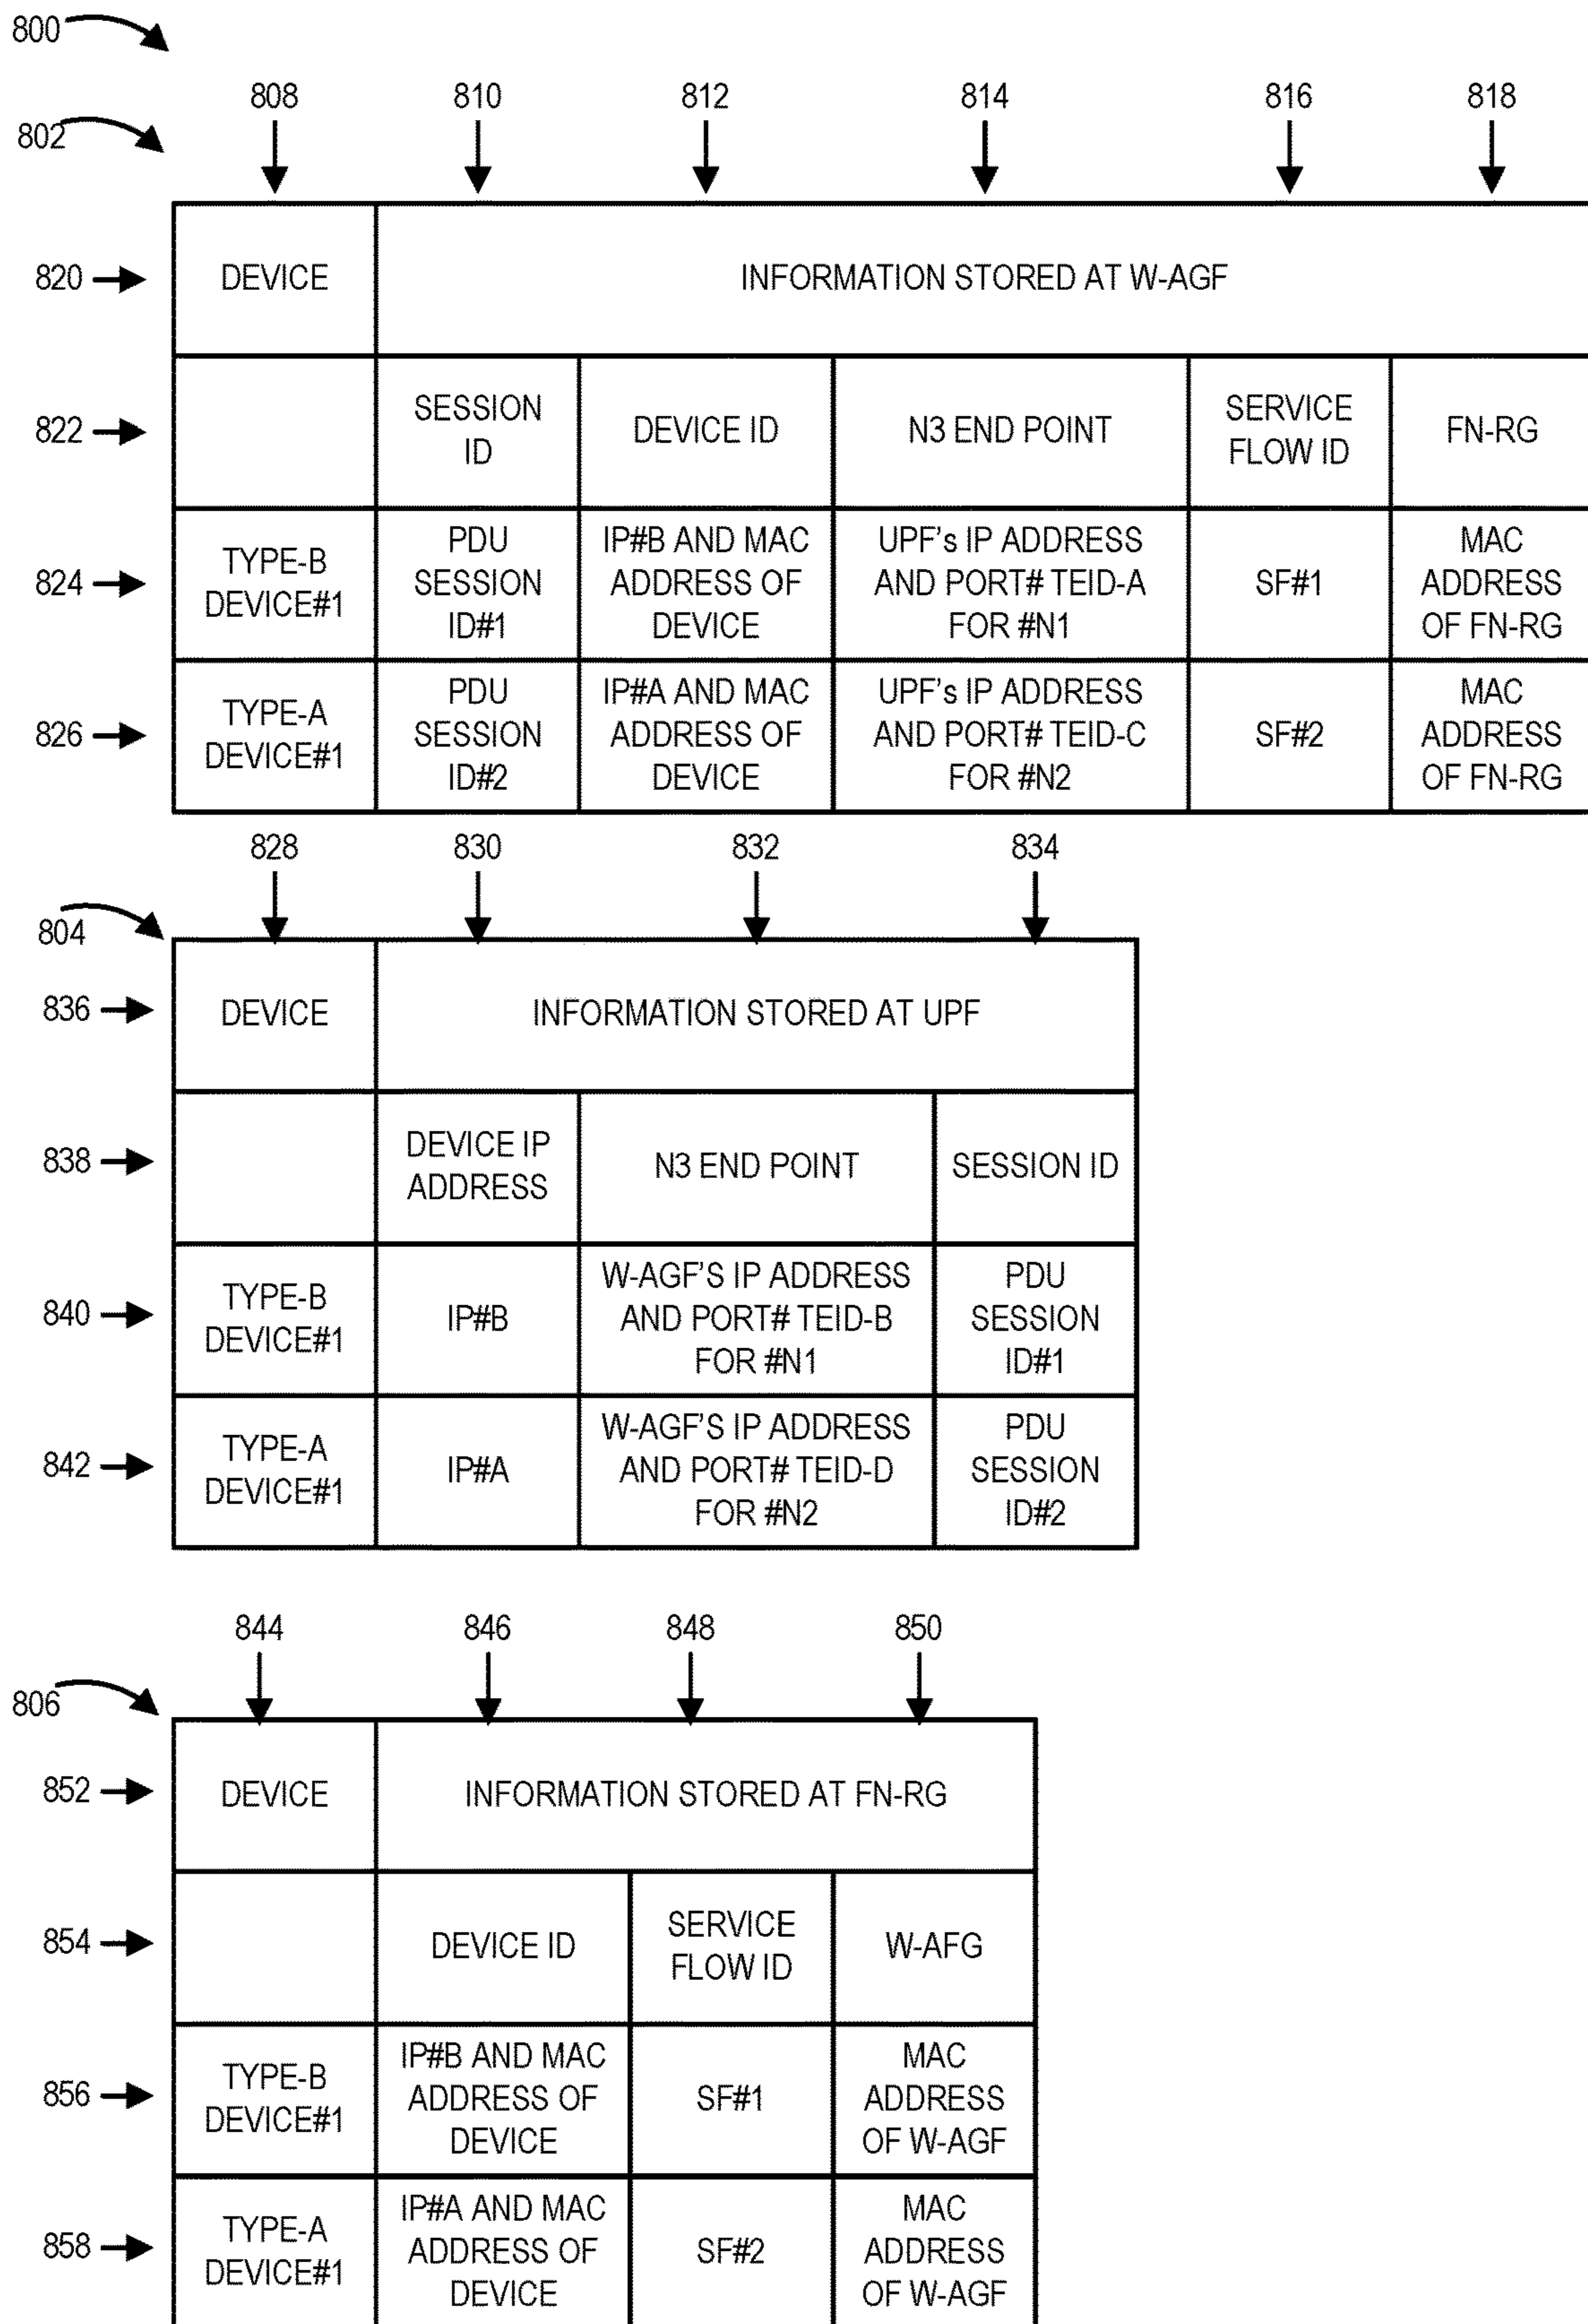 800
808 810 812 814 816 818
802
820 DEVICE INFORMATION STORED AT W-AGF
822 SESSION ID DEVICE ID N3 END POINT SERVICE FLOW ID FN-RG
824 TYPE-B DEVICE#1 PDU SESSION ID#1 IP#B AND MAC ADDRESS OF DEVICE UPF's IP ADDRESS AND PORT# TEID-A FOR #N1 SF#1 MAC ADDRESS OF FN-RG
826 TYPE-A DEVICE#1 PDU SESSION ID#2 IP#A AND MAC ADDRESS OF DEVICE UPF's IP ADDRESS AND PORT# TEID-C FOR #N2 SF#2 MAC ADDRESS OF FN-RG
828 830 832 834
804
836 DEVICE INFORMATION STORED AT UPF
838 DEVICE IP ADDRESS N3 END POINT SESSION ID
840 TYPE-B DEVICE#1 IP#B W-AGF'S IP ADDRESS AND PORT# TEID-B FOR #N1 PDU SESSION ID#1
842 TYPE-A DEVICE#1 IP#A W-AGF'S IP ADDRESS AND PORT# TEID-D FOR #N2 PDU SESSION ID#2
844 846 848 850
806
852 DEVICE INFORMATION STORED AT FN-RG
854 DEVICE ID SERVICE FLOW ID W-AFG
856 TYPE-B DEVICE#1 IP#B AND MAC ADDRESS OF DEVICE SF#1 MAC ADDRESS OF W-AGF
858 TYPE-A DEVICE#1 IP#A AND MAC ADDRESS OF DEVICE SF#2 MAC ADDRESS OF W-AGF